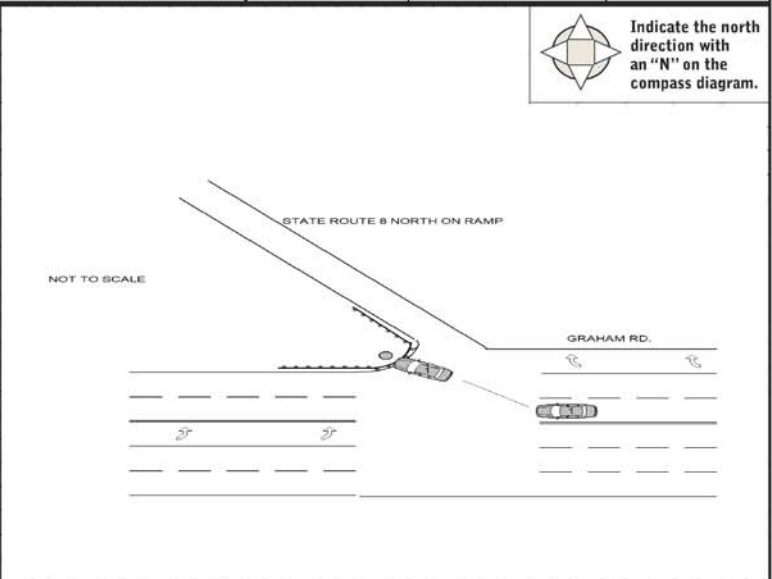 Indicate the north
direction with
an “N” on the
compass diagram.
STATE ROUTE 8 NORTH ON RAMP
NOT TO SCALE
GRAHAM RD.